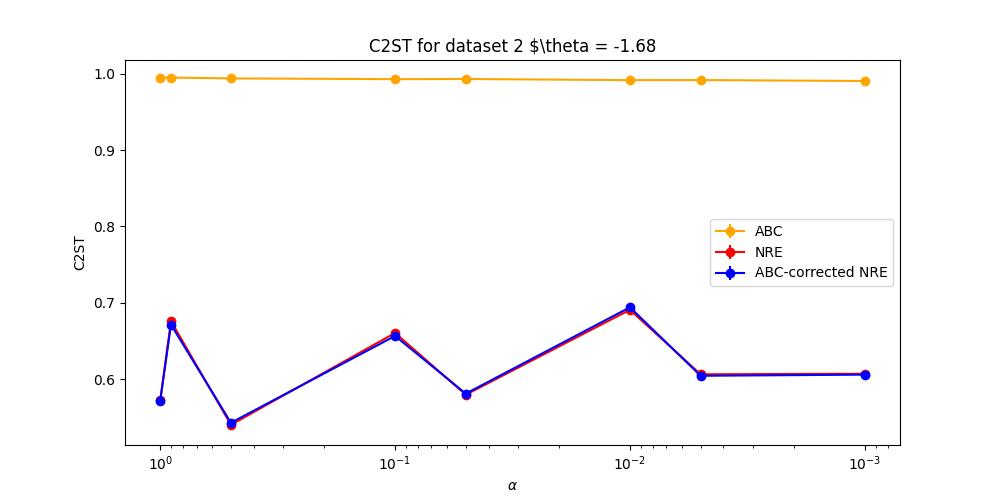 C2ST for dataset 2 $\theta = -1.68
1.0
0.9
0.8
0.7
0.6
C2ST
ABC
NRE
ABC-corrected NRE
10⁰ 10⁻¹ 10⁻² 10⁻³
α